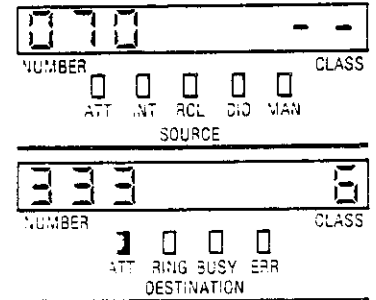 070 - -
NUMBER CLASS
ATT INT RCL DID MAN
SOURCE
333 6
NUMBER CLASS
ATT RING BUSY ERR
DESTINATION